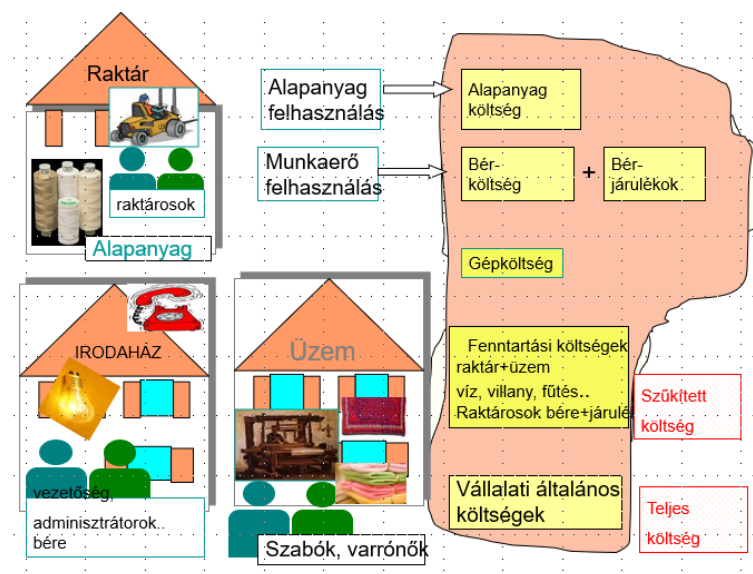 Raktár
raktárosok
Alapanyag
Alapanyag
felhasználás
Alapanyag
költség
Munkaerő
felhasználás
Bér-
költség
+
Bér-
járulékok
Gépköltség
IRODAHÁZ
vezetőség,
adminisztrátorok..
bére
Üzem
Szabók, varrónők
Fenntartási költségek
raktár+üzem
víz, villany, fűtés..
Raktárosok bére+járulé
Szűkített
költség
Vállalati általános
költségek
Teljes
költség